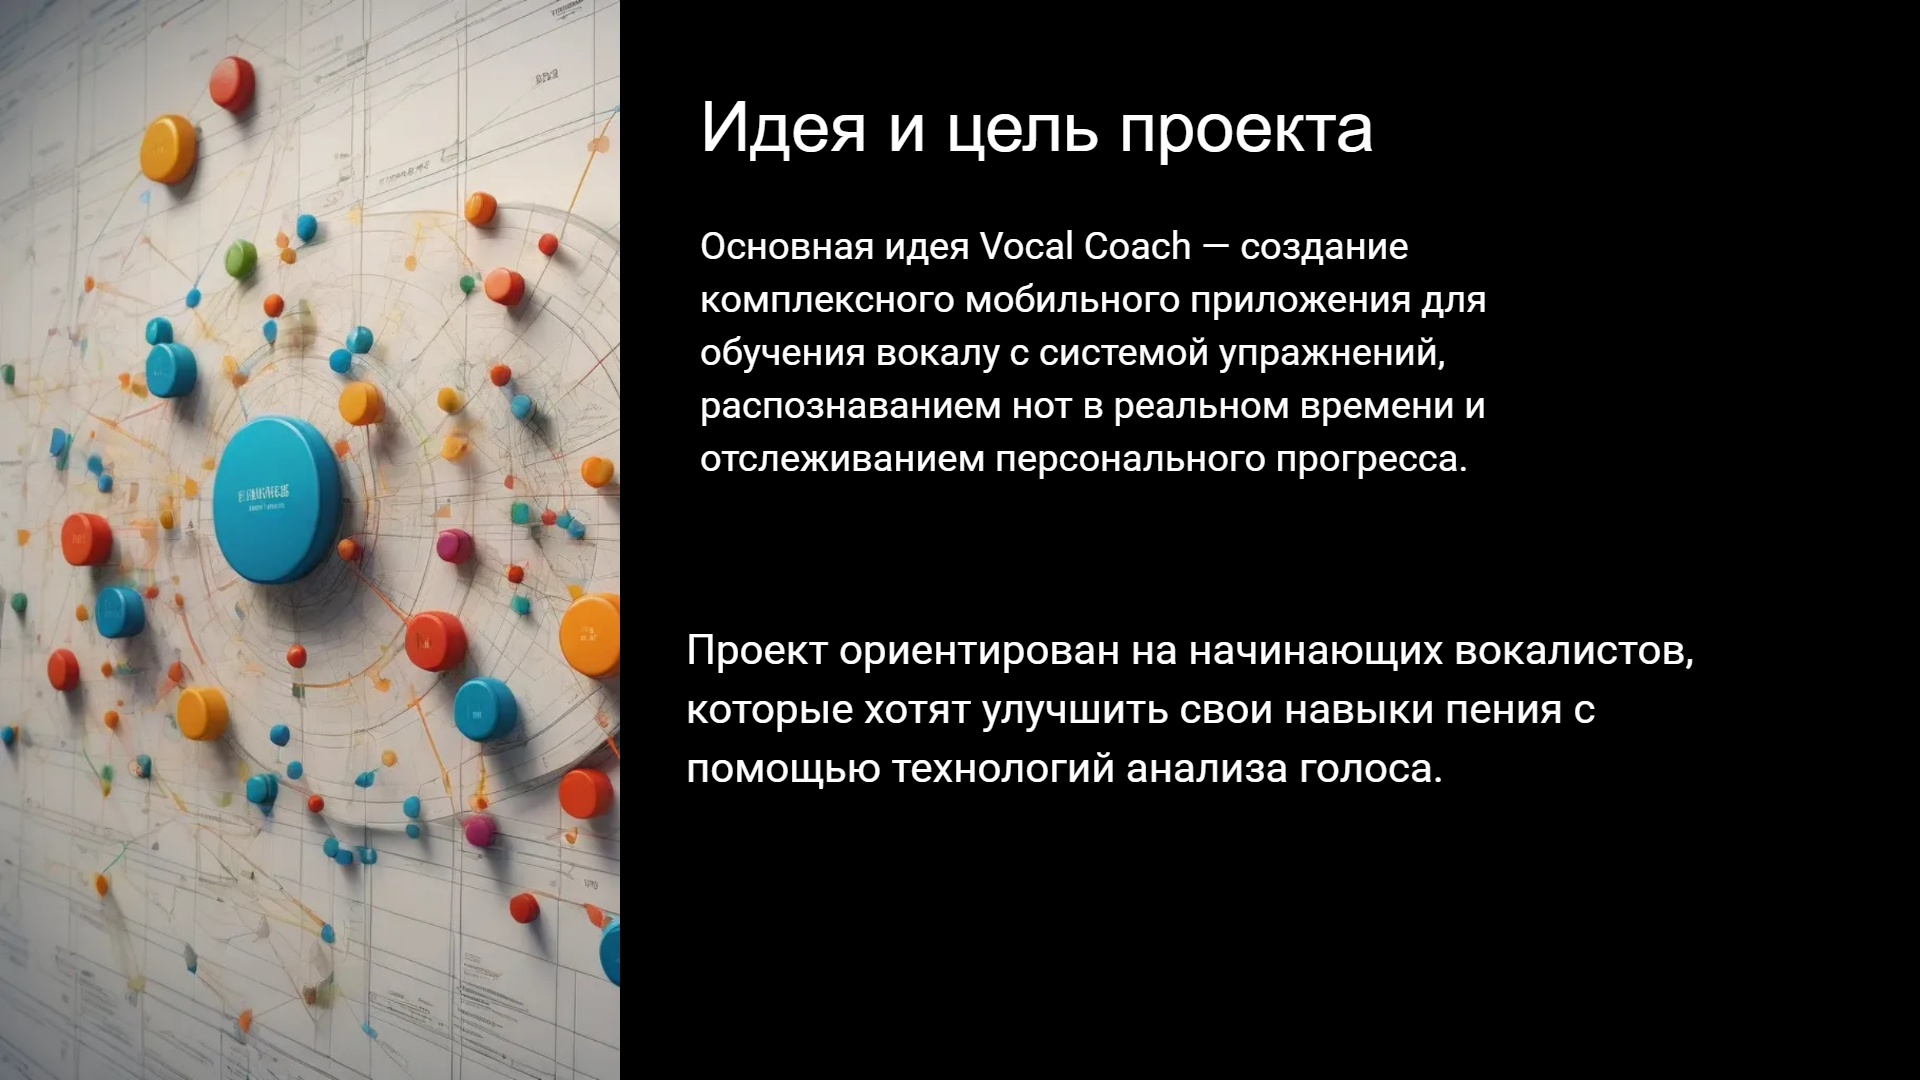 Идея и цель проекта
Основная идея Vocal Coach — создание
комплексного мобильного приложения для
обучения вокалу с системой упражнений,
распознаванием нот в реальном времени и
отслеживанием персонального прогресса.
Проект ориентирован на начинающих вокалистов,
которые хотят улучшить свои навыки пения с
помощью технологий анализа голоса.